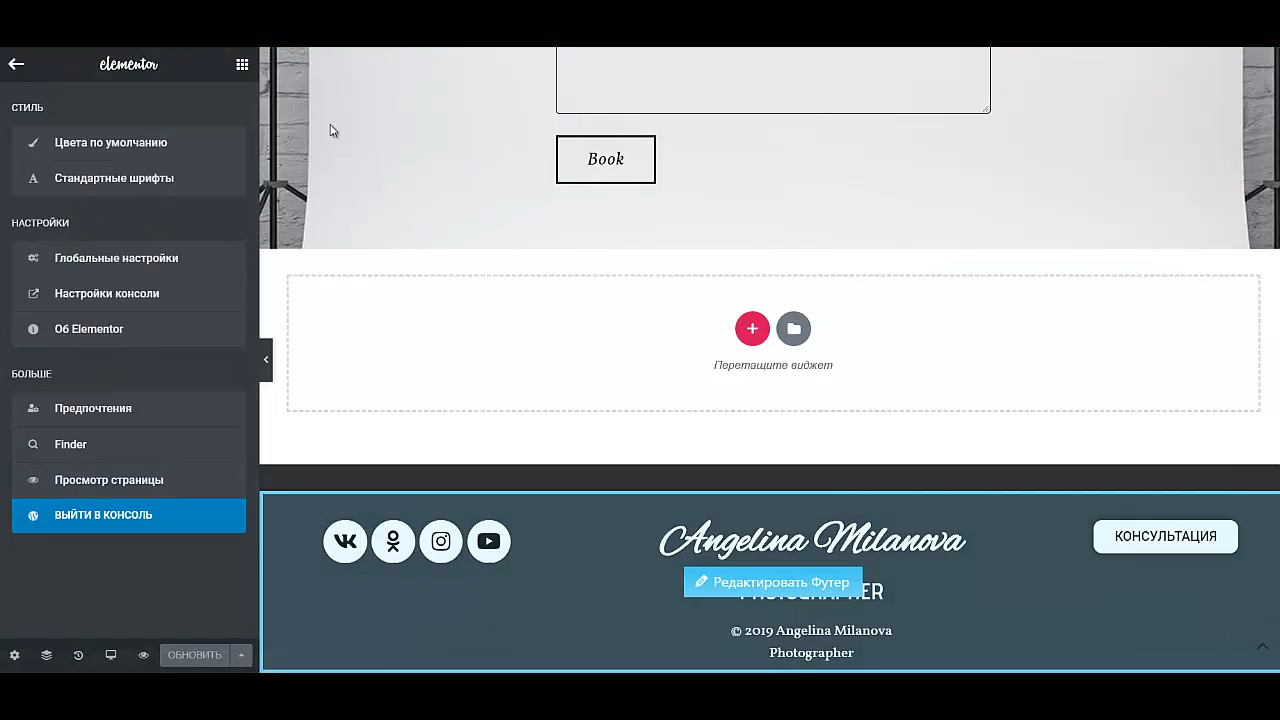 elementor
СТИЛЬ
Цвета по умолчанию
Стандартные шрифты
НАСТРОЙКИ
Глобальные настройки
Настройки консоли
Об Elementor
БОЛЬШЕ
Предпочтения
Finder
Просмотр страницы
ВЫЙТИ В КОНСОЛЬ
ОБНОВИТЬ
Book
Перетащите виджет
Angelina Milanova
Редактировать Футер
© 2019 Angelina Milanova
Photographer
КОНСУЛЬТАЦИЯ